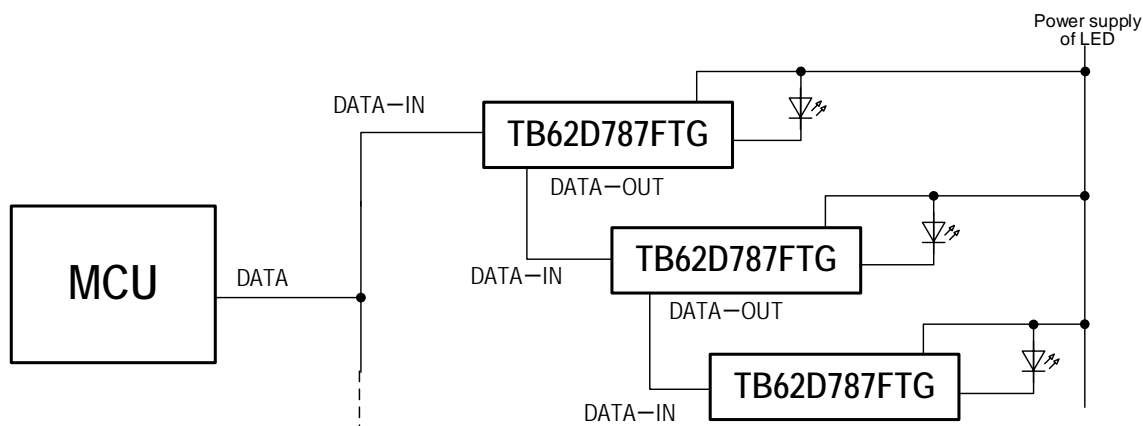 Power supply
of LED
DATA−IN
TB62D787FTG
DATA−OUT
TB62D787FTG
MCU
DATA
DATA−IN
DATA−OUT
TB62D787FTG
DATA−IN